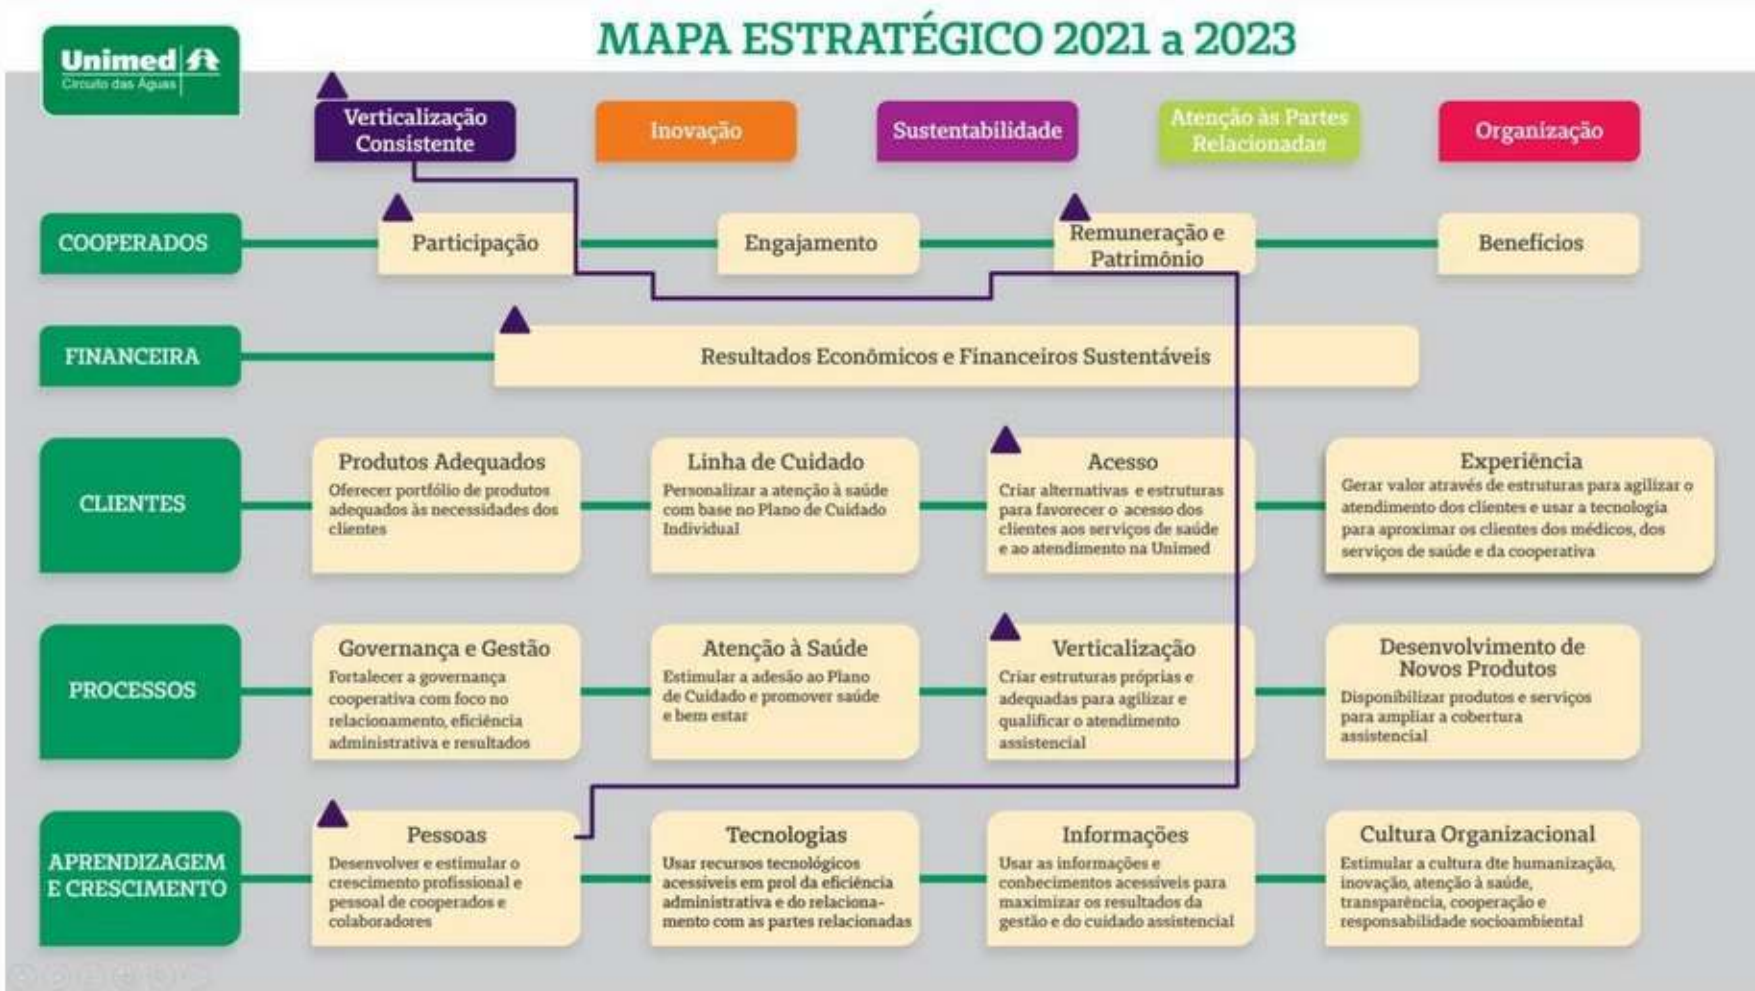 MAPA ESTRATÉGICO 2021 a 2023
Unimed
Circuito das Águas
Verticalização
Consistente
Inovação
Sustentabilidade
Atenção às Partes
Relacionadas
Organização
COOPERADOS
Participação
Engajamento
Remuneração e
Patrimônio
Benefícios
FINANCEIRA
Resultados Econômicos e Financeiros Sustentáveis
CLIENTES
Produtos Adequados
Oferecer portfólio de produtos
adequados às necessidades dos
clientes
Linha de Cuidado
Personalizar a atenção à saúde
com base no Plano de Cuidado
Individual
Acesso
Criar alternativas e estruturas
para favorecer o acesso dos
clientes aos serviços de saúde
e ao atendimento na Unimed
Experiência
Gerar valor através de estruturas para agilizar o
atendimento dos clientes e usar a tecnologia
para aproximar os clientes dos médicos, dos
serviços de saúde e da cooperativa
PROCESSOS
Governança e Gestão
Fortalecer a governança
cooperativa com foco no
relacionamento, eficiência
administrativa e resultados
Atenção à Saúde
Estimular a adesão ao Plano
de Cuidado e promover saúde
e bem estar
Verticalização
Criar estruturas próprias e
adequadas para agilizar e
qualificar o atendimento
assistencial
Desenvolvimento de
Novos Produtos
Disponibilizar produtos e serviços
para ampliar a cobertura
assistencial
APRENDIZAGEM
E CRESCIMENTO
Pessoas
Desenvolver e estimular o
crescimento profissional e
pessoal de cooperados e
colaboradores
Tecnologias
Usar recursos tecnológicos
acessíveis em prol da eficiência
administrativa e do relaciona-
mento com as partes relacionadas
Informações
Usar as informações e
conhecimentos acessíveis para
maximizar os resultados da
gestão e do cuidado assistencial
Cultura Organizacional
Estimular a cultura dte humanização,
inovação, atenção à saúde,
transparência, cooperação e
responsabilidade socioambiental